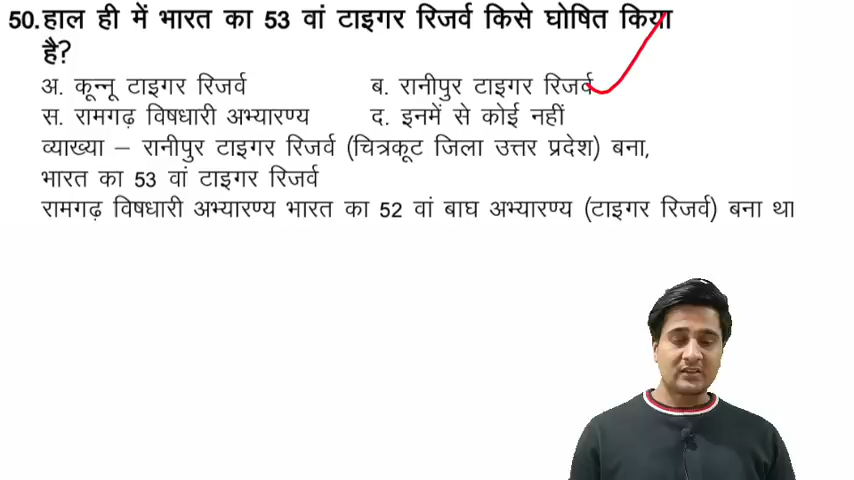 50. हाल ही में भारत का 53 वां टाइगर रिजर्व किसे घोषित किया
है?
अ. कून्नू टाइगर रिजर्व ब. रानीपुर टाइगर रिजर्व
स. रामगढ़ विषधारी अभ्यारण्य द. इनमें से कोई नहीं
व्याख्या – रानीपुर टाइगर रिजर्व (चित्रकूट जिला उत्तर प्रदेश) बना,
भारत का 53 वां टाइगर रिजर्व
रामगढ़ विषधारी अभ्यारण्य भारत का 52 वां बाघ अभ्यारण्य (टाइगर रिजर्व) बना था